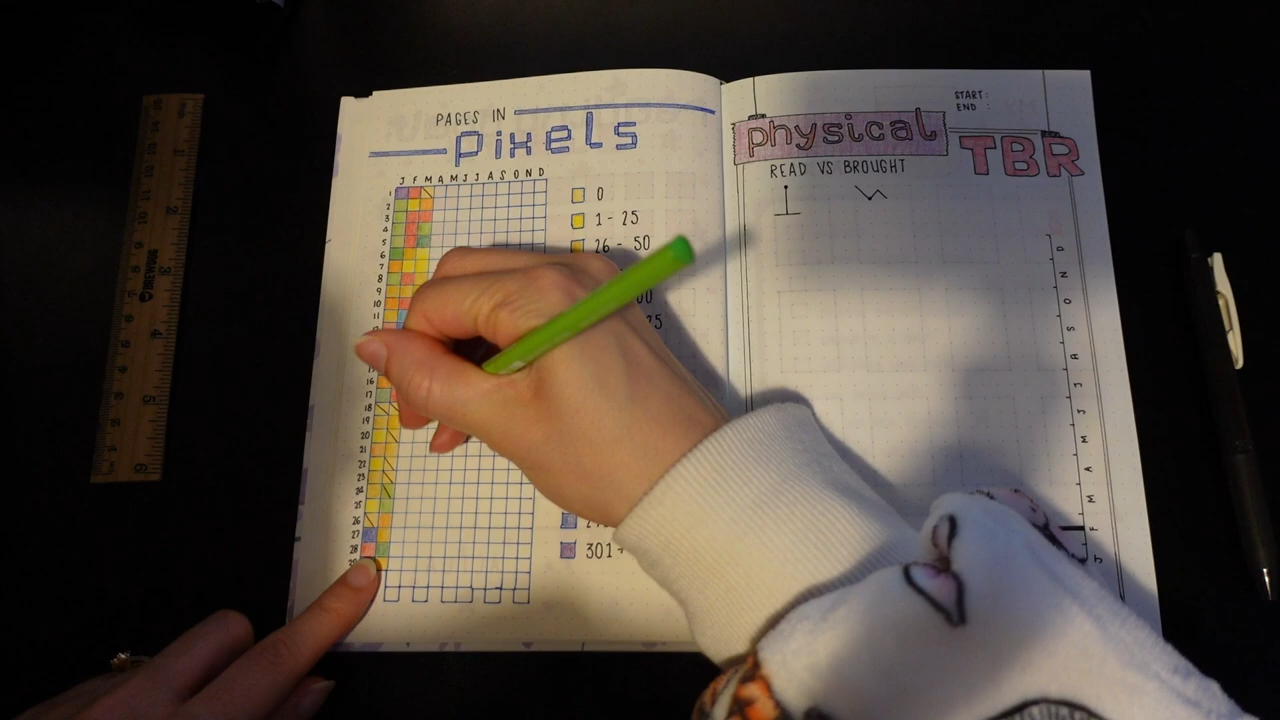 PAGES IN
Pixels
J F M A M J J A S O N D
1
2
3
4
5
6
7
8
9
10
11
16
17
18
19
20
21
22
23
24
25
26
27
28
0
1 - 25
26 - 50
301+
START:
END :
physical
TBR
READ VS BROUGHT
D
N
O
S
A
J
J
M
A
M
F
J
BREWDOG